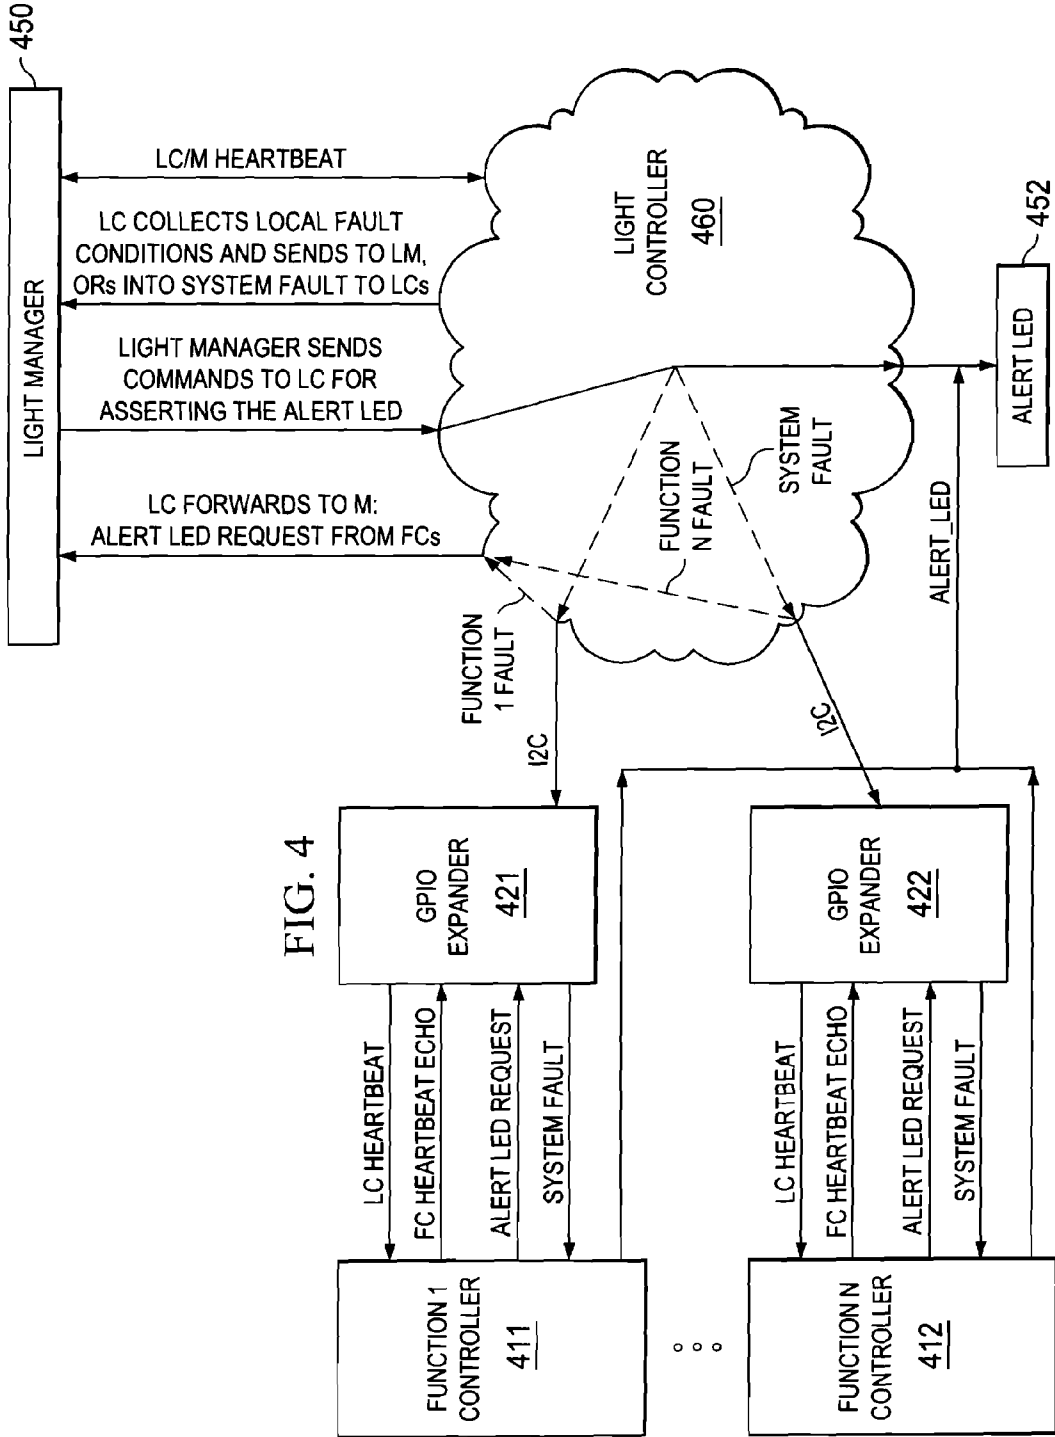 450
LIGHT MANAGER
LC/M HEARTBEAT
LC COLLECTS LOCAL FAULT
CONDITIONS AND SENDS TO LM,
ORs INTO SYSTEM FAULT TO LCs
LIGHT MANAGER SENDS
COMMANDS TO LC FOR
ASSERTING THE ALERT LED
LC FORWARDS TO M:
ALERT LED REQUEST FROM FCs
LIGHT
CONTROLLER
460
452
ALERT LED
SYSTEM
FAULT
FUNCTION
N FAULT
FUNCTION
1 FAULT
ALERT_LED
I2C
I2C
FIG. 4
GPIO
EXPANDER
421
GPIO
EXPANDER
422
LC HEARTBEAT
FC HEARTBEAT ECHO
ALERT LED REQUEST
SYSTEM FAULT
LC HEARTBEAT
FC HEARTBEAT ECHO
ALERT LED REQUEST
SYSTEM FAULT
FUNCTION 1
CONTROLLER
411
FUNCTION N
CONTROLLER
412